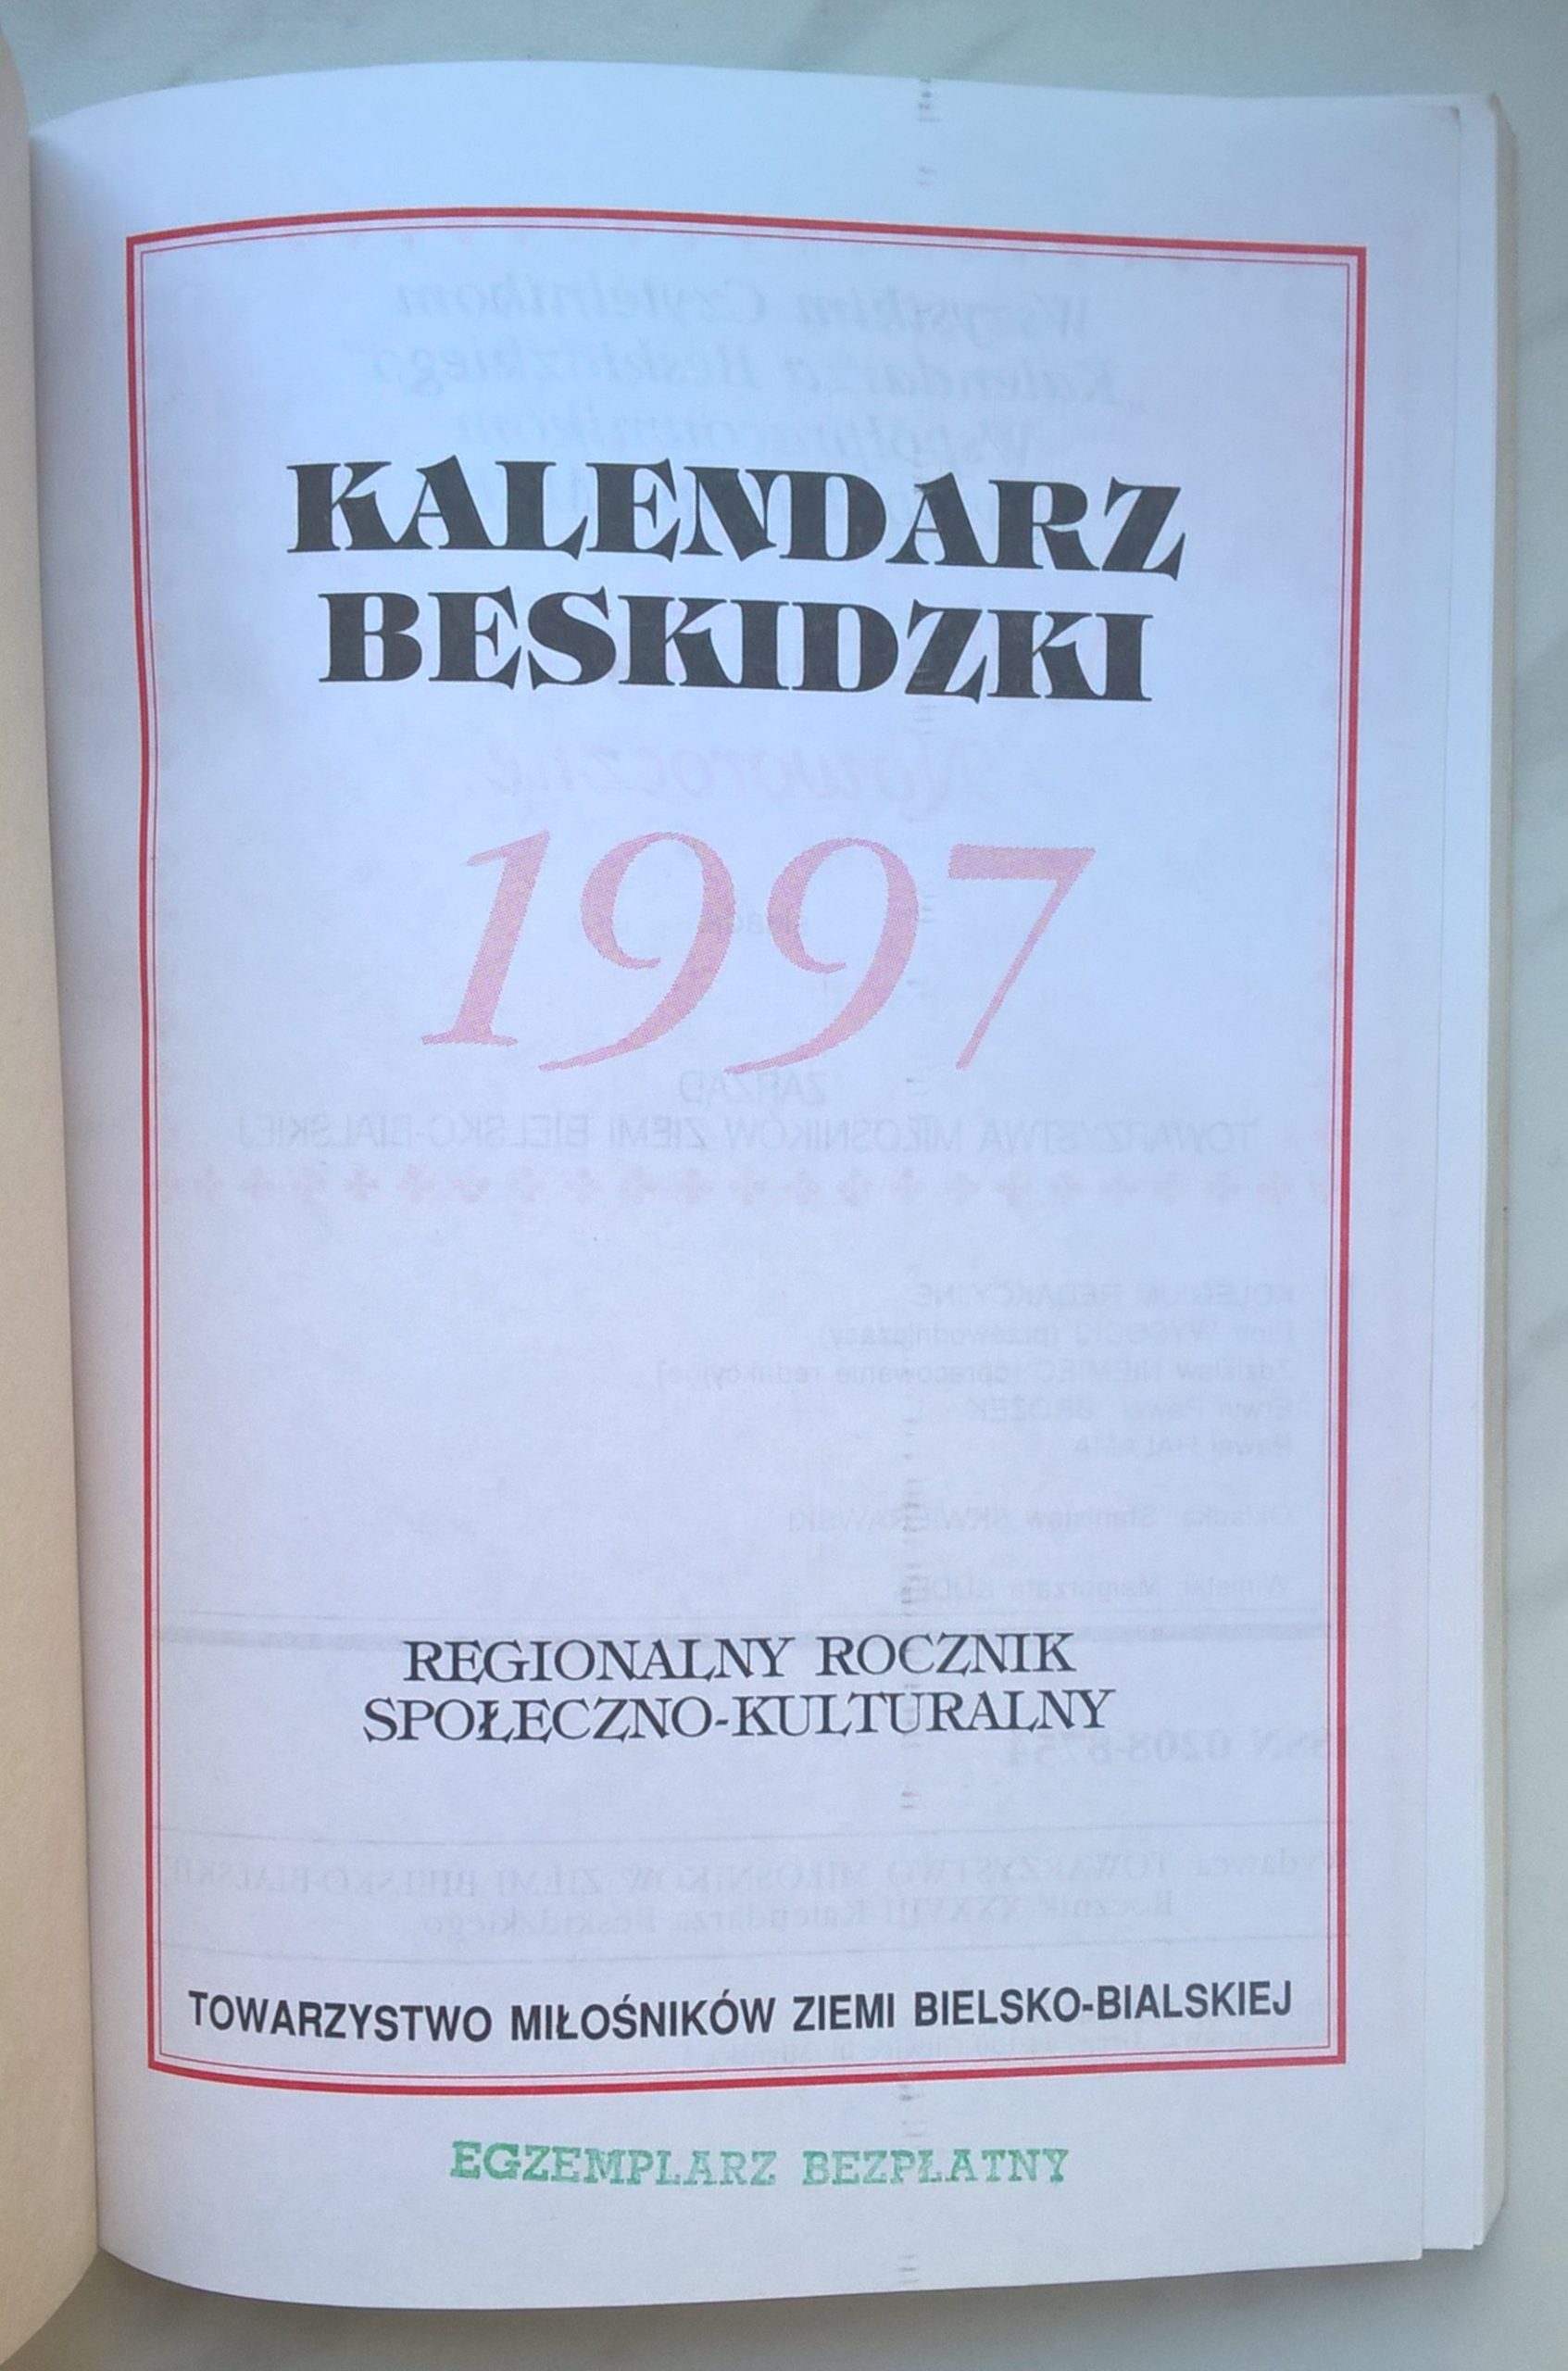 KALENDARZ
BESKIDZKI
1997
REGIONALNY ROCZNIK
SPOŁECZNO-KULTURALNY
TOWARZYSTWO MIŁOŚNIKÓW ZIEMI BIELSKO-BIALSKIEJ
EGZEMPLARZ BEZPŁATNY